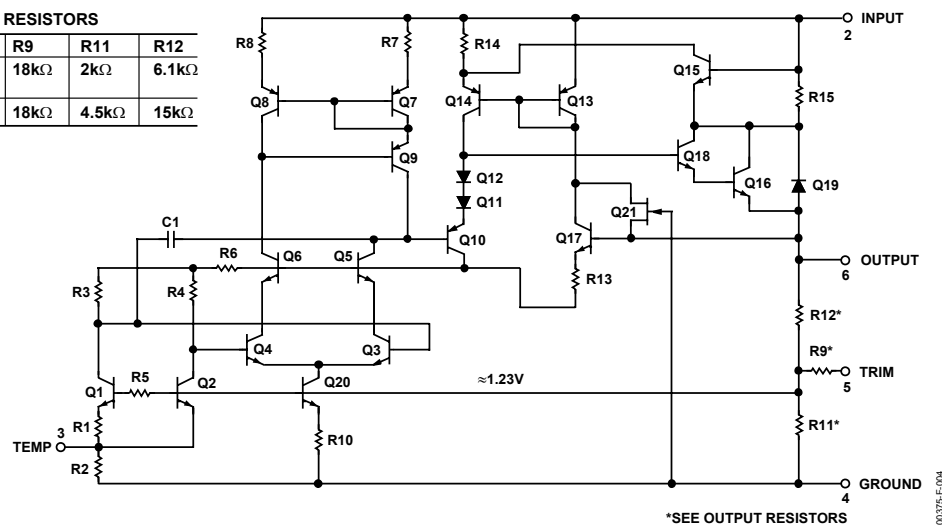 RESISTORS
R9 R11 R12
18kΩ 2kΩ 6.1kΩ
18kΩ 4.5kΩ 15kΩ
INPUT
2
R8
R7
R14
Q15
R15
Q8
Q7
Q14
Q13
Q9
Q18
Q16
Q19
Q12
Q11
Q21
C1
Q10
Q17
R6
Q6
Q5
R13
OUTPUT
6
R3
R4
R12*
Q4
Q3
R9*
TRIM
5
≈1.23V
Q1
R5
Q2
Q20
R1
R11*
TEMP
3
R10
R2
GROUND
4
*SEE OUTPUT RESISTORS
00375-F-004